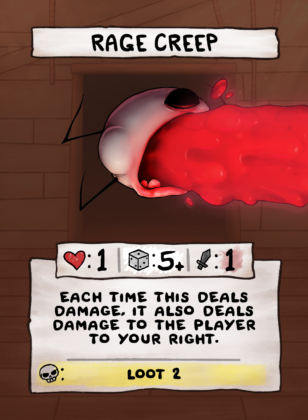 RAGE CREEP
:1 :5+ :1
EACH TIME THIS DEALS
DAMAGE, IT ALSO DEALS
DAMAGE TO THE PLAYER
TO YOUR RIGHT.
: LOOT 2